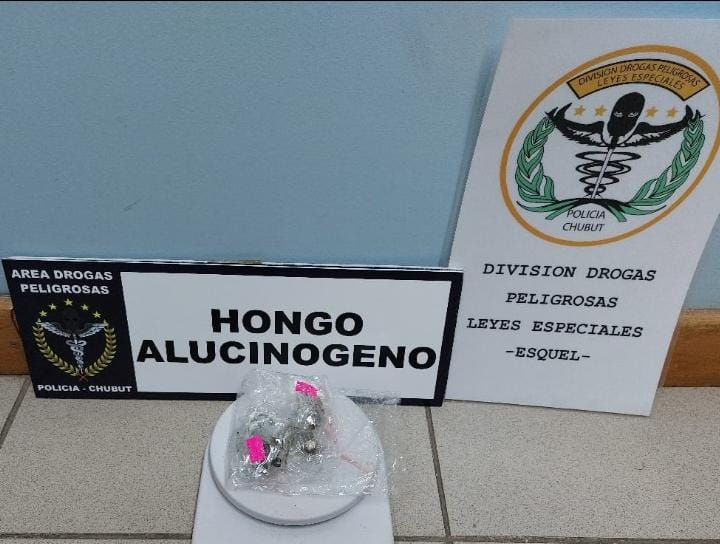 AREA DROGAS
PELIGROSAS
POLICIA - CHUBUT
HONGO
ALUCINOGENO
DIVISION DROGAS PELIGROSAS
LEYES ESPECIALES
POLICIA
CHUBUT
DIVISION DROGAS
PELIGROSAS
LEYES ESPECIALES
-ESQUEL-